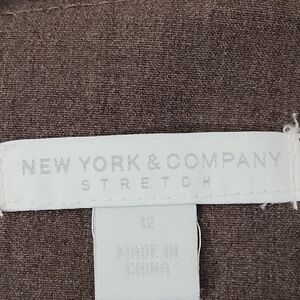 NEW YORK & COMPANY
STRETCH
12
MADE IN
CHINA